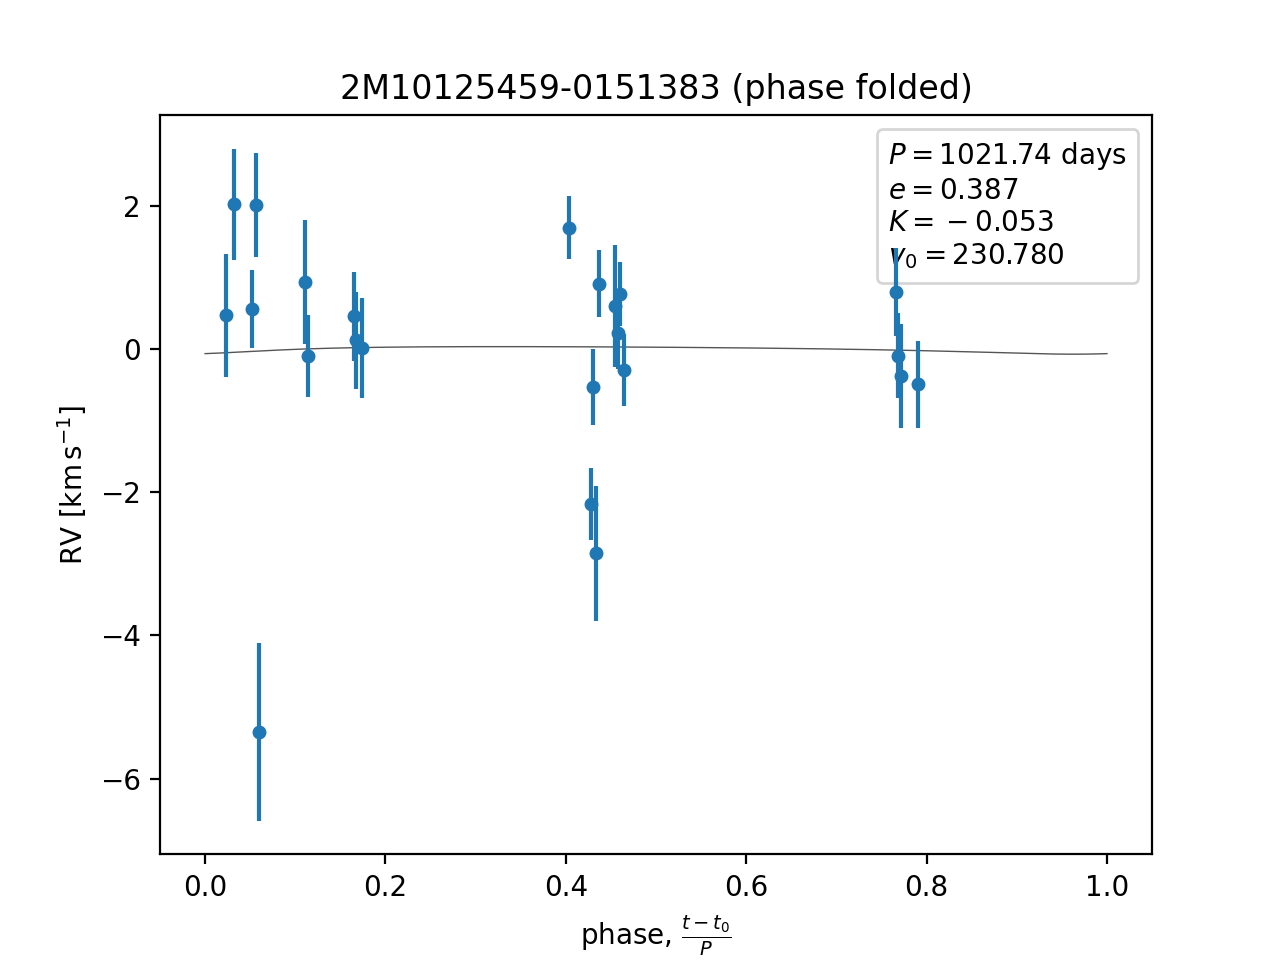 2M10125459-0151383 (phase folded)
P = 1021.74 days
e = 0.387
K = −0.053
v₀ = 230.780
2
0
−2
−4
−6
RV [km s⁻¹]
0.0 0.2 0.4 0.6 0.8 1.0
phase, (t − t₀)/P